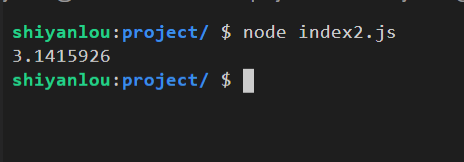 shiyanlou:project/ $ node index2.js
3.1415926
shiyanlou:project/ $